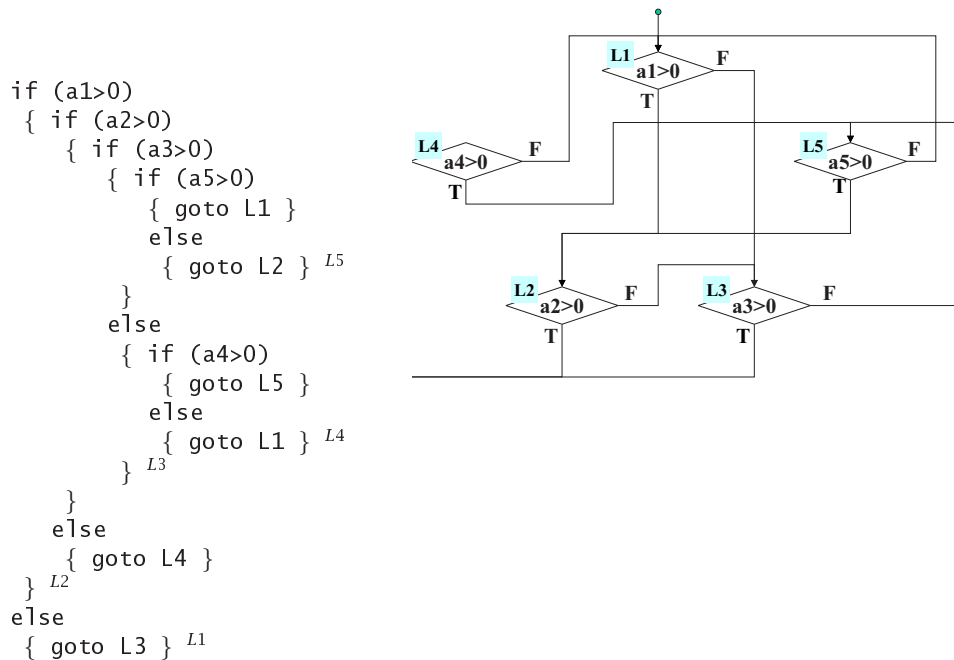 if (a1>0)
{ if (a2>0)
{ if (a3>0)
{ if (a5>0)
{ goto L1 }
else
{ goto L2 } L5
}
else
{ if (a4>0)
{ goto L5 }
else
{ goto L1 } L4
} L3
}
else
{ goto L4 }
} L2
else
{ goto L3 } L1
L1
a1>0
F
T
L4
a4>0
F
T
L5
a5>0
F
T
L2
a2>0
F
T
L3
a3>0
F
T